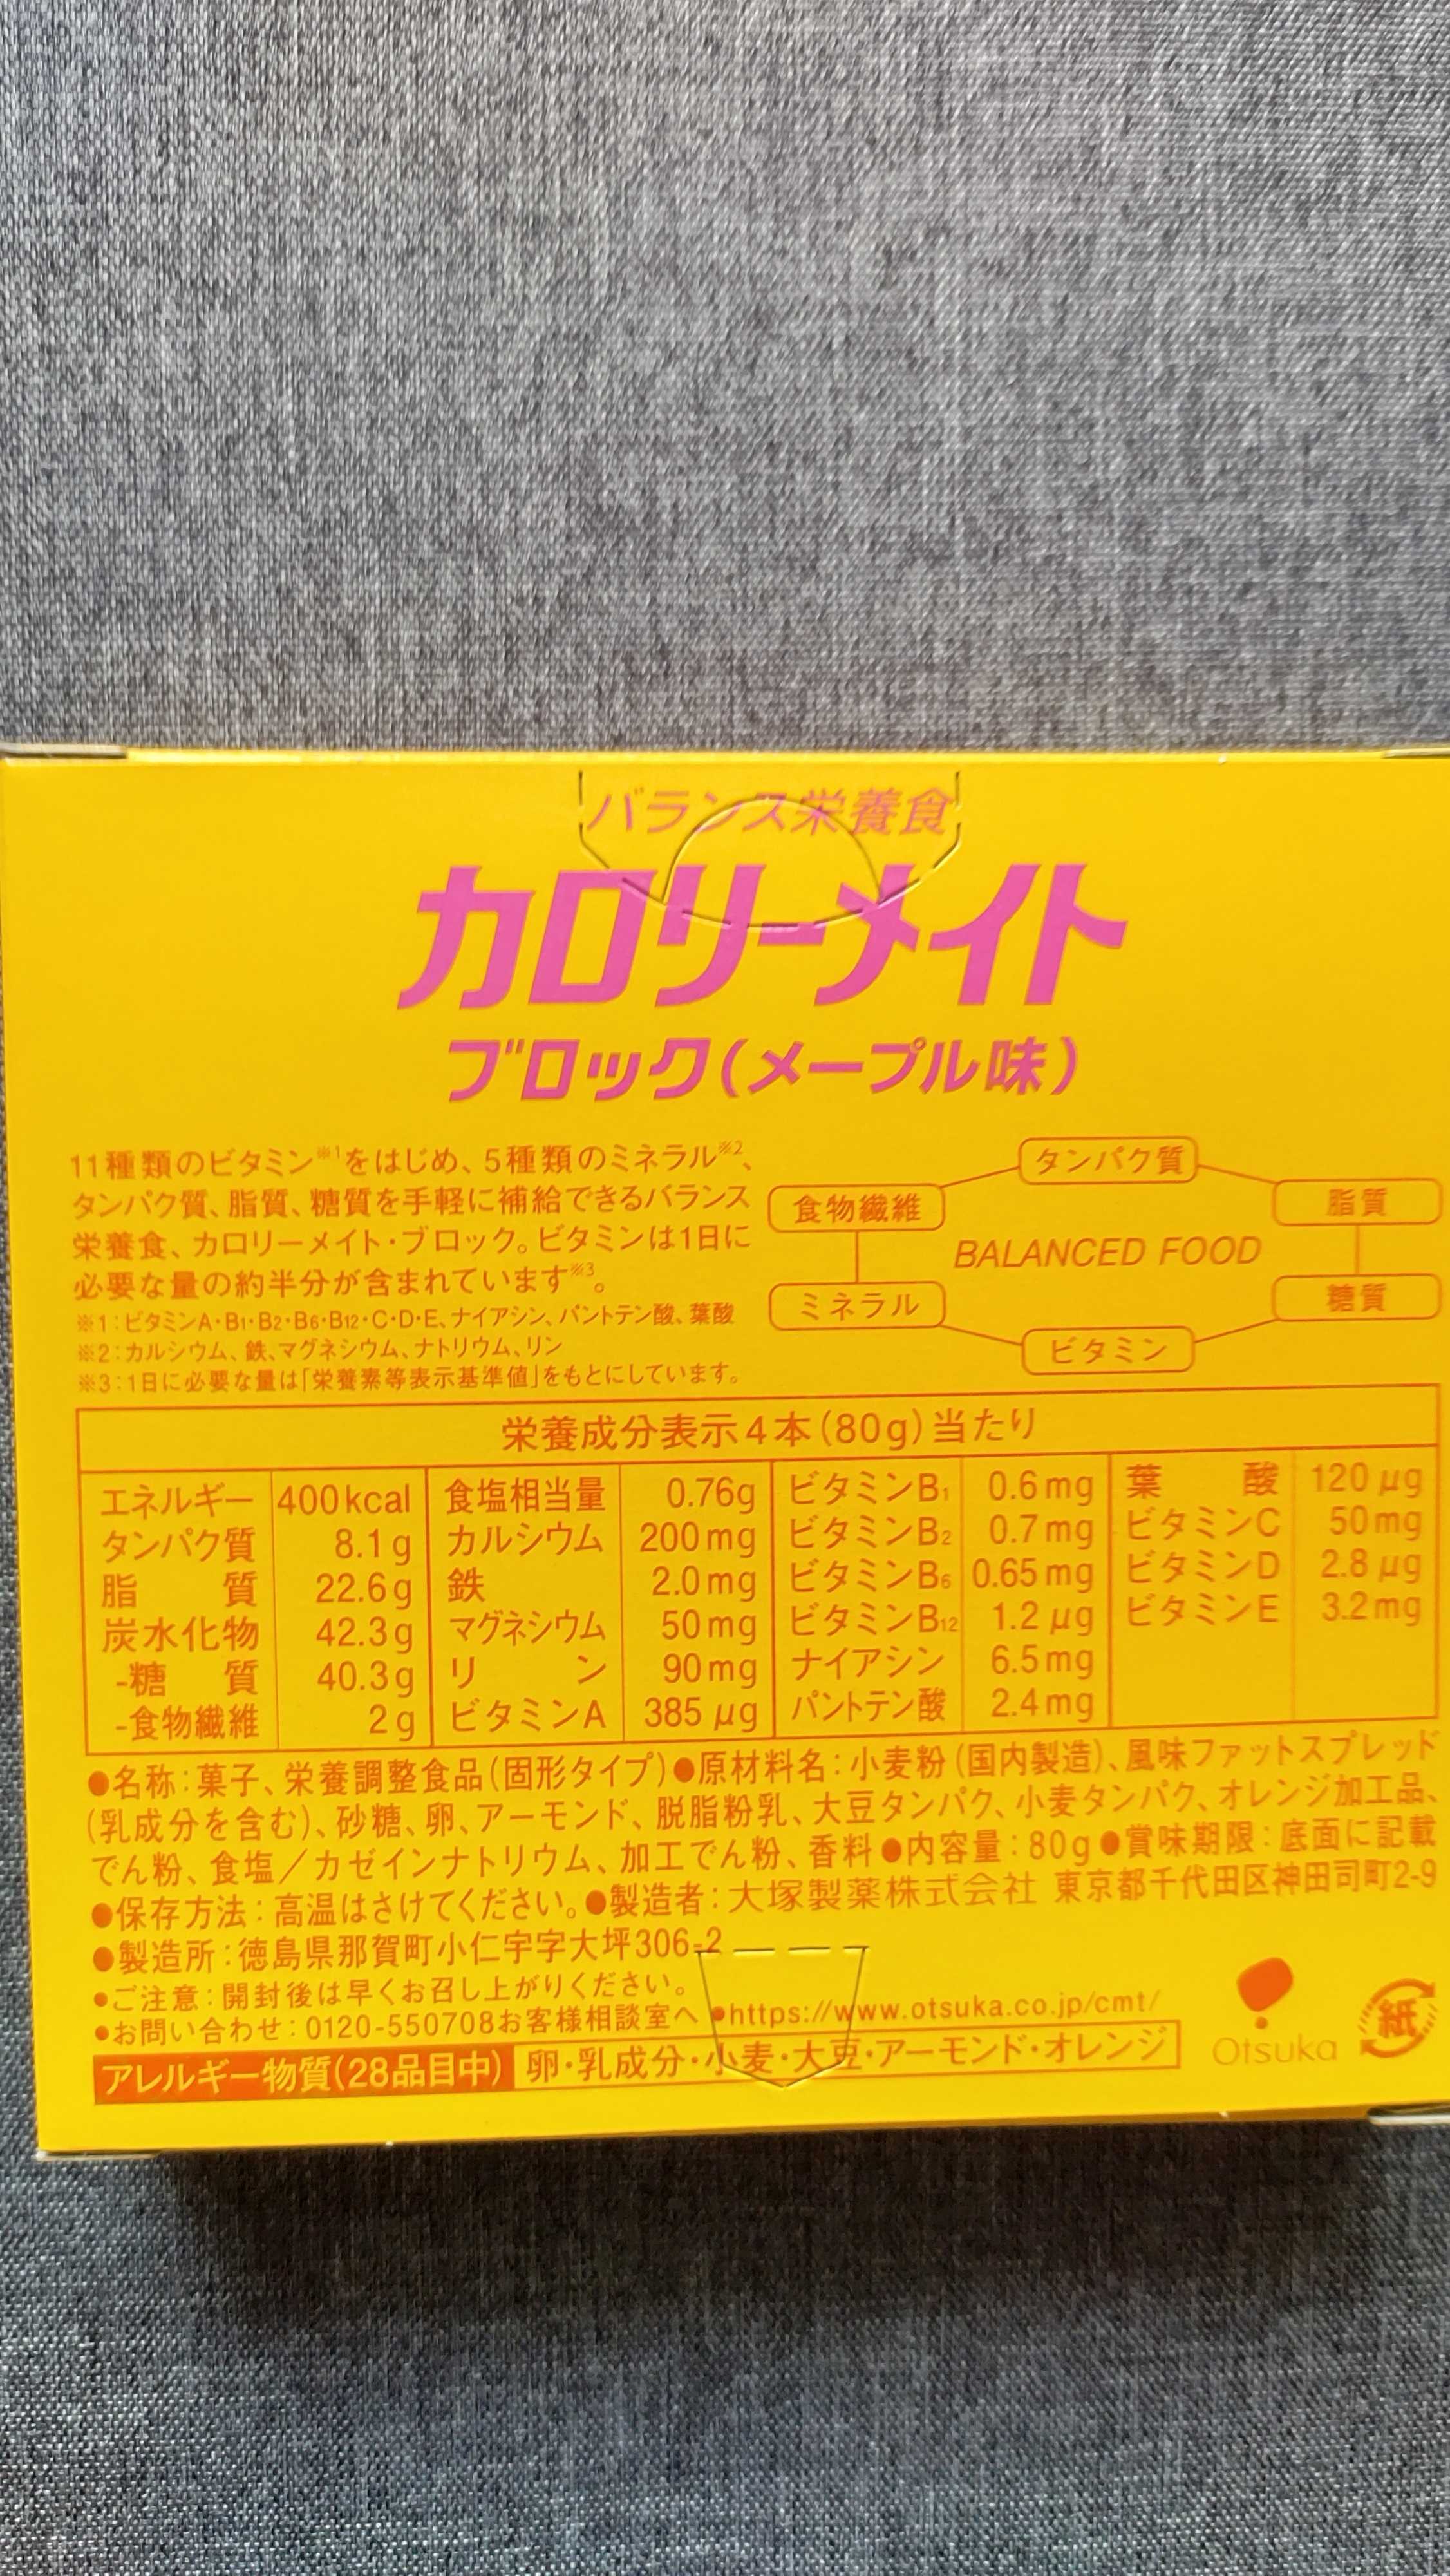 バランス栄養食
カロリーメイト
ブロック(メープル味)
11種類のビタミン※1をはじめ、5種類のミネラル※2、
タンパク質、脂質、糖質を手軽に補給できるバランス
栄養食、カロリーメイト・ブロック。ビタミンは1日に
必要な量の約半分が含まれています※3。
※1:ビタミンA・B1・B2・B6・B12・C・D・E、ナイアシン、パントテン酸、葉酸
※2:カルシウム、鉄、マグネシウム、ナトリウム、リン
※3:1日に必要な量は「栄養素等表示基準値」をもとにしています。
タンパク質
食物繊維
脂質
BALANCED FOOD
ミネラル
糖質
ビタミン
栄養成分表示4本(80g)当たり
エネルギー 400kcal 食塩相当量 0.76g ビタミンB1 0.6mg 葉酸 120μg
タンパク質 8.1g カルシウム 200mg ビタミンB2 0.7mg ビタミンC 50mg
脂質 22.6g 鉄 2.0mg ビタミンB6 0.65mg ビタミンD 2.8μg
炭水化物 42.3g マグネシウム 50mg ビタミンB12 1.2μg ビタミンE 3.2mg
-糖質 40.3g リン 90mg ナイアシン 6.5mg
-食物繊維 2g ビタミンA 385μg パントテン酸 2.4mg
●名称:菓子、栄養調整食品(固形タイプ)●原材料名:小麦粉(国内製造)、風味ファットスプレッド
(乳成分を含む)、砂糖、卵、アーモンド、脱脂粉乳、大豆タンパク、小麦タンパク、オレンジ加工品、
でん粉、食塩/カゼインナトリウム、加工でん粉、香料●内容量:80g●賞味期限:底面に記載
●保存方法:高温はさけてください。●製造者:大塚製薬株式会社 東京都千代田区神田司町2-9
●製造所:徳島県那賀町小仁宇字大坪306-2
●ご注意:開封後は早くお召し上がりください。
●お問い合わせ:0120-550708お客様相談室へ ●https://www.otsuka.co.jp/cmt/
アレルギー物質(28品目中) 卵・乳成分・小麦・大豆・アーモンド・オレンジ
Otsuka
紙